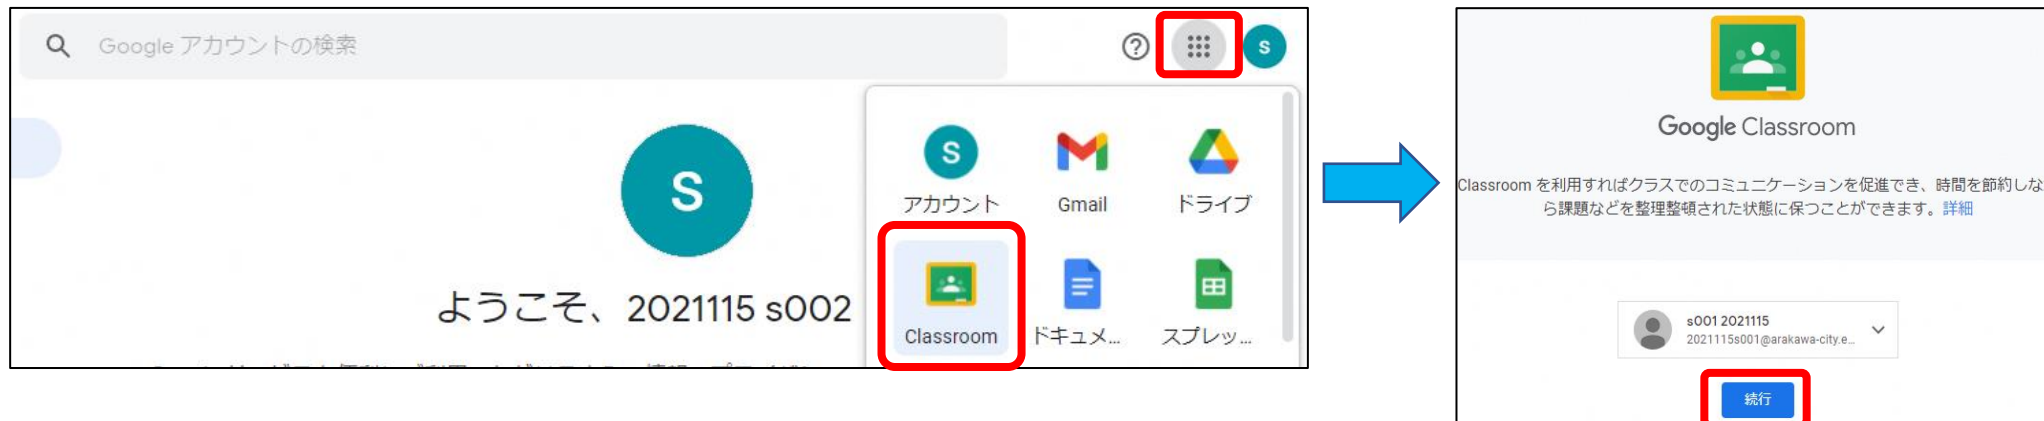 Google アカウントの検索
S
S
S
アカウント
Gmail
ドライブ
ようこそ、2021115 s002
Classroom
ドキュメ...
スプレッ...
Google Classroom
Classroom を利用すればクラスでのコミュニケーションを促進でき、時間を節約しな
ら課題などを整理整頓された状態に保つことができます。詳細
s001 2021115
2021115s001@arakawa-city.e...
続行